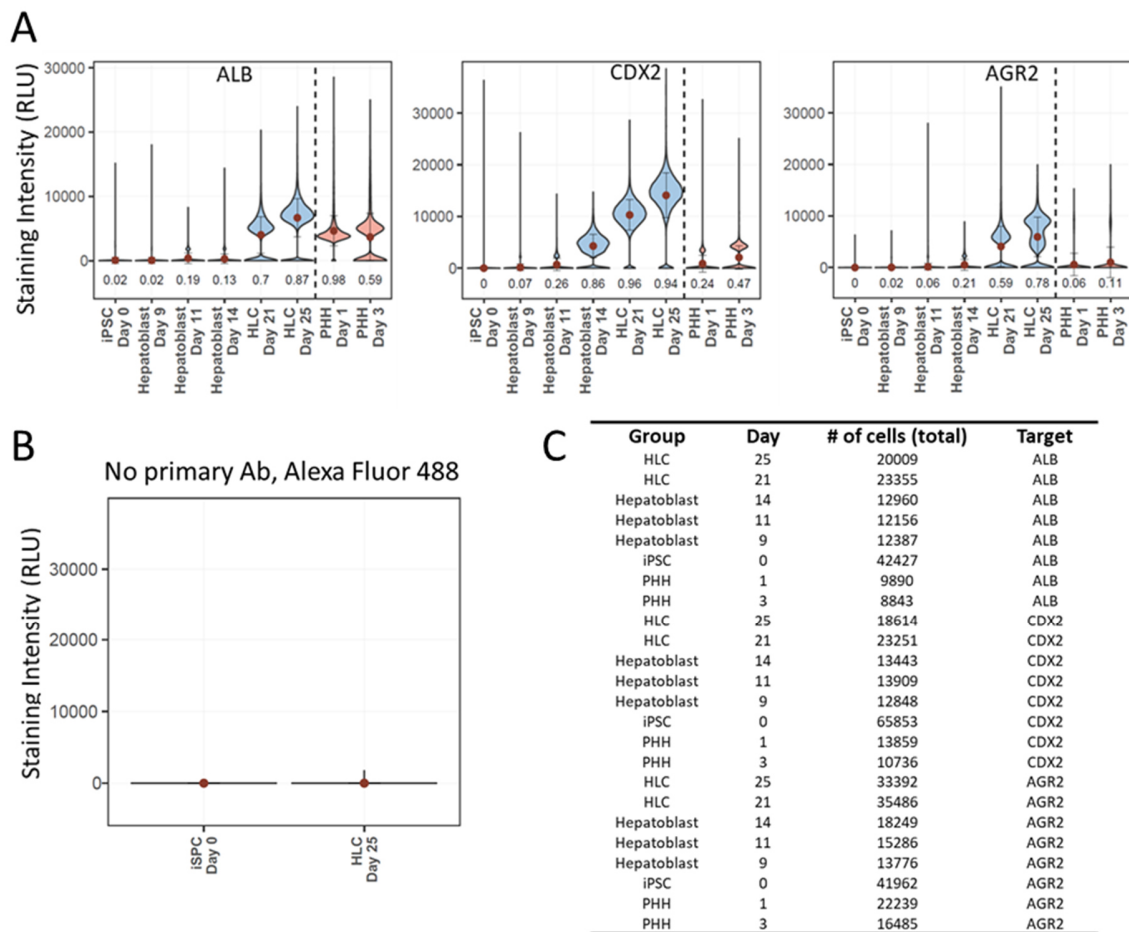 A
ALB
CDX2
AGR2
Staining Intensity (RLU)
30000
20000
10000
0
0.02 0.02 0.19 0.13 0.7 0.87 0.98 0.59
iPSC Day 0
Hepatoblast Day 9
Hepatoblast Day 11
Hepatoblast Day 14
HLC Day 21
HLC Day 25
PHH Day 1
PHH Day 3
30000
20000
10000
0
0 0.07 0.26 0.86 0.96 0.94 0.24 0.47
iPSC Day 0
Hepatoblast Day 9
Hepatoblast Day 11
Hepatoblast Day 14
HLC Day 21
HLC Day 25
PHH Day 1
PHH Day 3
30000
20000
10000
0
0 0.02 0.06 0.21 0.59 0.78 0.06 0.11
iPSC Day 0
Hepatoblast Day 9
Hepatoblast Day 11
Hepatoblast Day 14
HLC Day 21
HLC Day 25
PHH Day 1
PHH Day 3
B
No primary Ab, Alexa Fluor 488
Staining Intensity (RLU)
30000
20000
10000
0
iSPC Day 0
HLC Day 25
C
Group Day # of cells (total) Target
HLC 25 20009 ALB
HLC 21 23355 ALB
Hepatoblast 14 12960 ALB
Hepatoblast 11 12156 ALB
Hepatoblast 9 12387 ALB
iPSC 0 42427 ALB
PHH 1 9890 ALB
PHH 3 8843 ALB
HLC 25 18614 CDX2
HLC 21 23251 CDX2
Hepatoblast 14 13443 CDX2
Hepatoblast 11 13909 CDX2
Hepatoblast 9 12848 CDX2
iPSC 0 65853 CDX2
PHH 1 13859 CDX2
PHH 3 10736 CDX2
HLC 25 33392 AGR2
HLC 21 35486 AGR2
Hepatoblast 14 18249 AGR2
Hepatoblast 11 15286 AGR2
Hepatoblast 9 13776 AGR2
iPSC 0 41962 AGR2
PHH 1 22239 AGR2
PHH 3 16485 AGR2